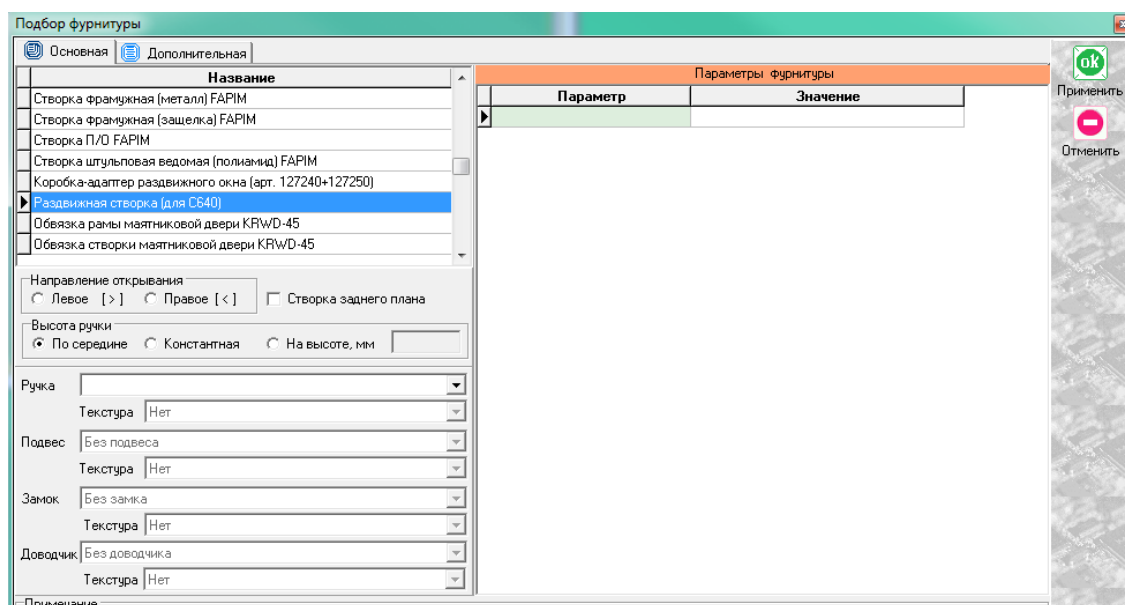 Подбор фурнитуры
Основная Дополнительная
Название
Створка фрамужная (металл) FAPIM
Створка фрамужная (защелка) FAPIM
Створка П/О FAPIM
Створка штульповая ведомая (полиамид) FAPIM
Коробка-адаптер раздвижного окна (арт. 127240+127250)
Раздвижная створка (для С640)
Обвязка рамы маятниковой двери KRWD-45
Обвязка створки маятниковой двери KRWD-45
Параметры фурнитуры
Параметр Значение
ok
Применить
Отменить
Направление открывания
Левое [>] Правое [<] Створка заднего плана
Высота ручки
По середине Константная На высоте, мм
Ручка
Текстура Нет
Подвес Без подвеса
Текстура Нет
Замок Без замка
Текстура Нет
Доводчик Без доводчика
Текстура Нет
Примечание